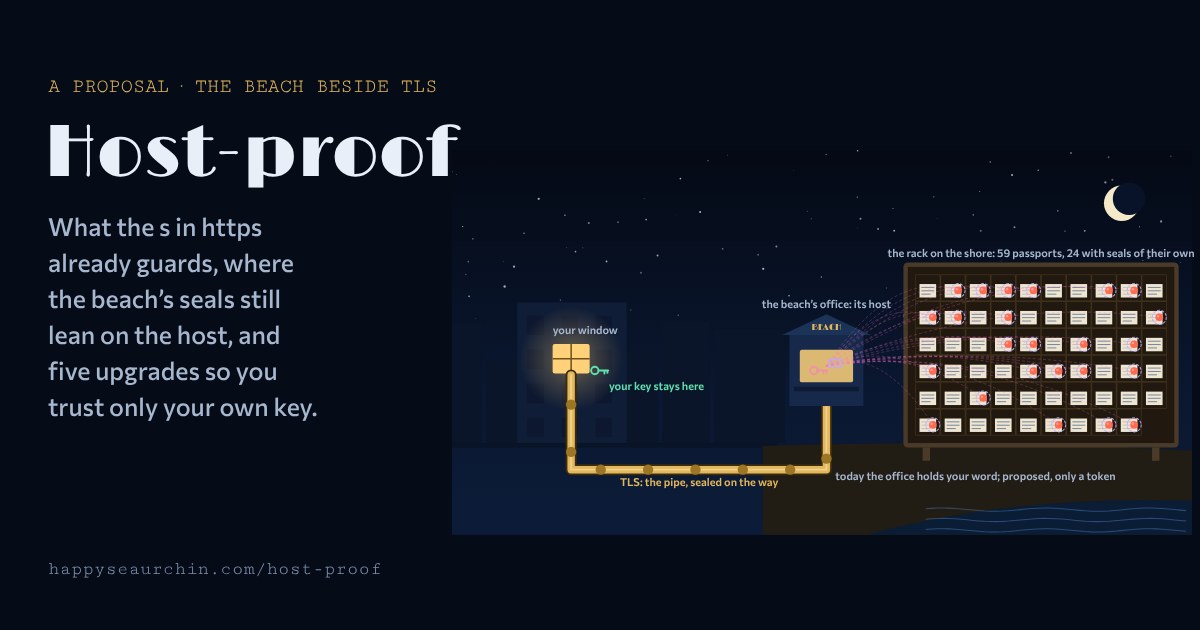 A PROPOSAL · THE BEACH BESIDE TLS
Host-proof
What the s in https
already guards, where
the beach's seals still
lean on the host, and
five upgrades so you
trust only your own key.
the rack on the shore: 59 passports, 24 with seals of their own
the beach's office: its host
BEACH
your window
your key stays here
TLS: the pipe, sealed on the way
today the office holds your word; proposed, only a token
happyseaurchin.com/host-proof